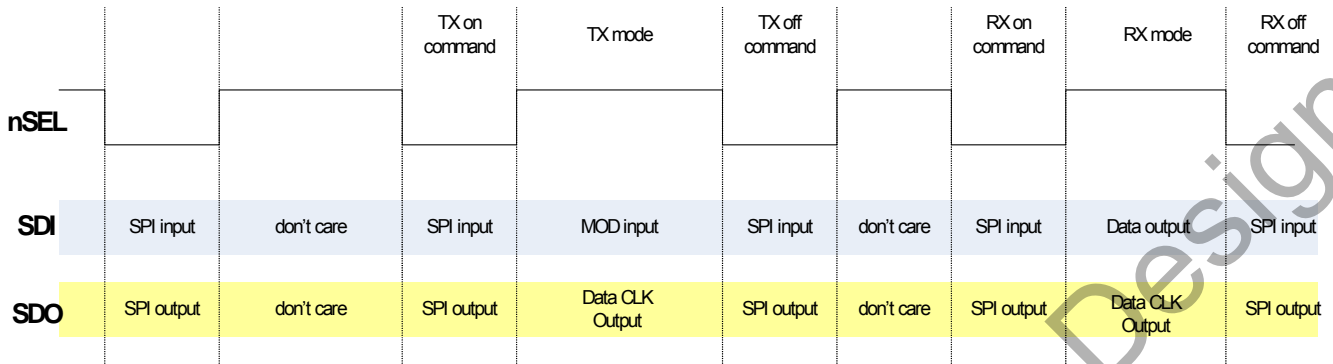 TX on
command
TX mode
TX off
command
RX on
command
RX mode
RX off
command
nSEL
SDI
SPI input
don't care
SPI input
MOD input
SPI input
don't care
SPI input
Data output
SPI input
SDO
SPI output
don't care
SPI output
Data CLK
Output
SPI output
don't care
SPI output
Data CLK
Output
SPI output
Design